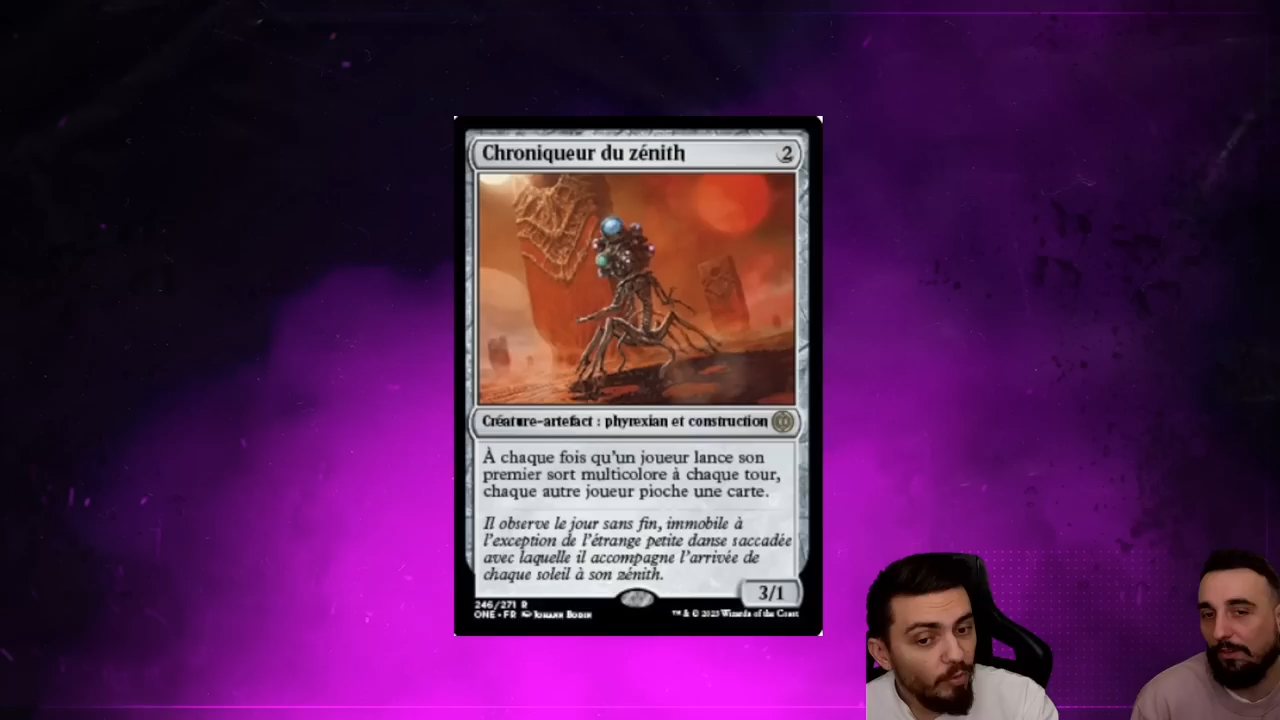 Chroniqueur du zénith 2
Créature-artefact : phyrexian et construction
À chaque fois qu'un joueur lance son
premier sort multicolore à chaque tour,
chaque autre joueur pioche une carte.
Il observe le jour sans fin, immobile à
l'exception de l'étrange petite danse saccadée
avec laquelle il accompagne l'arrivée de
chaque soleil à son zénith.
3/1
246/271 R
ONE • FR Johann Bodin
™ & © 2023 Wizards of the Coast